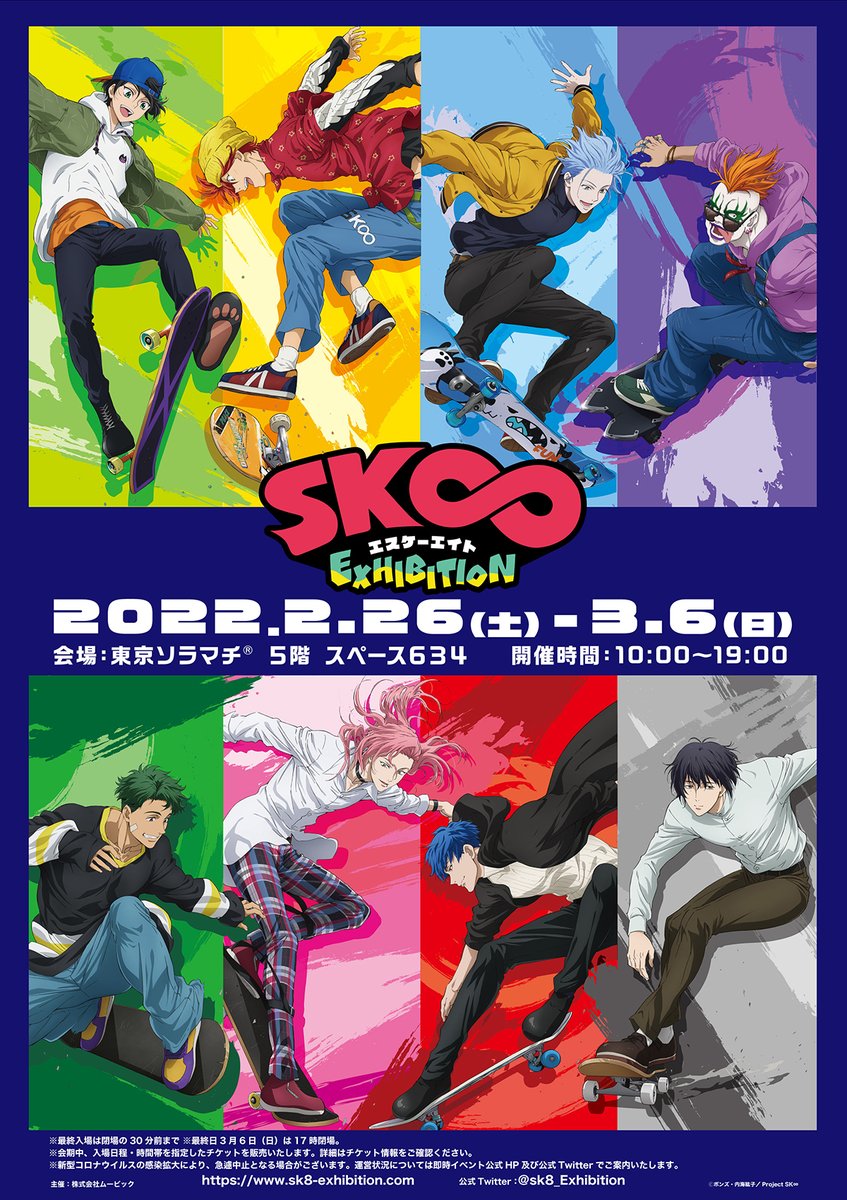 SK∞
SK∞
エスケーエイト
EXHIBITION
2022.2.26(土)-3.6(日)
会場:東京ソラマチ® 5階 スペース634 開催時間:10:00~19:00
※最終入場は閉場の30分前まで ※最終日3月6日(日)は17時閉場。
※会期中、入場日程・時間帯を指定したチケットを販売いたします。詳細はチケット情報をご確認ください。
※新型コロナウイルスの感染拡大により、急遽中止となる場合がございます。運営状況については即時イベント公式HP及び公式Twitterでご案内いたします。
主催:株式会社ムービック https://www.sk8-exhibition.com 公式Twitter:@sk8_Exhibition ©ボンズ・内海紘子/Project SK∞